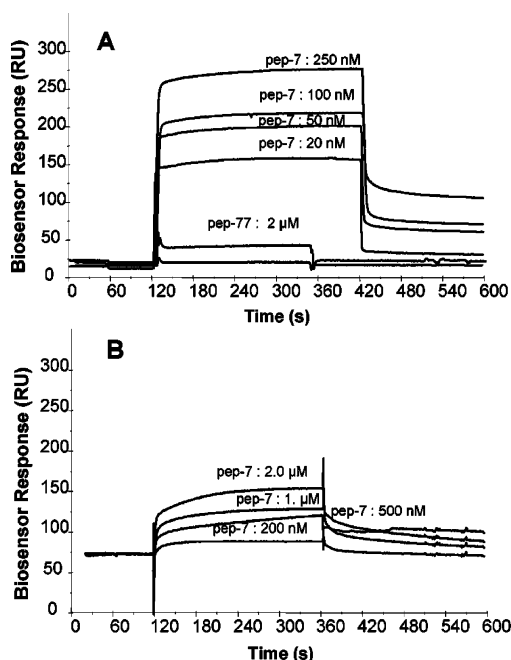 A
Biosensor Response (RU)
300
250
200
150
100
50
0
pep-7 : 250 nM
pep-7 : 100 nM
pep-7 : 50 nM
pep-7 : 20 nM
pep-77 : 2 µM
0 60 120 180 240 300 360 420 480 540 600
Time (s)
B
Biosensor Response (RU)
300
250
200
150
100
50
0
pep-7 : 2.0 µM
pep-7 : 1. µM
pep-7 : 500 nM
pep-7 : 200 nM
0 60 120 180 240 300 360 420 480 540 600
Time (s)